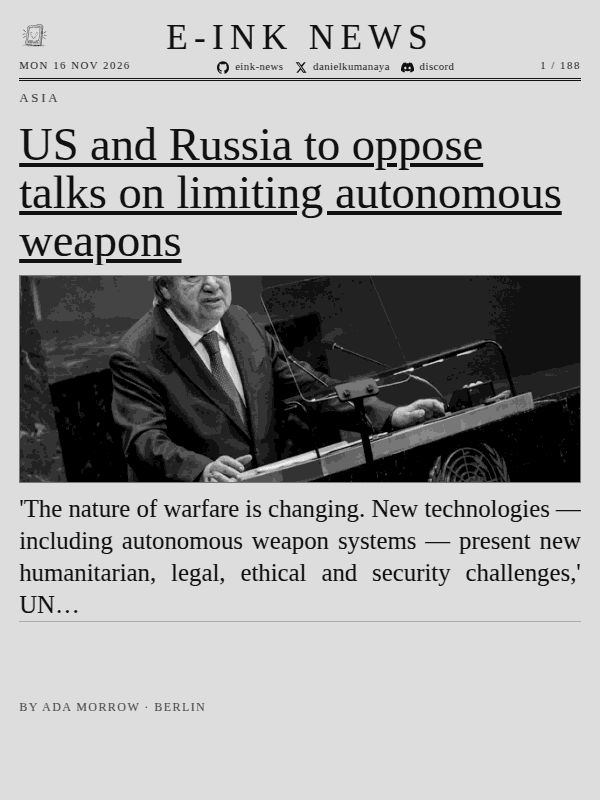 E-INK NEWS
MON 16 NOV 2026 eink-news danielkumanaya discord 1 / 188
ASIA
US and Russia to oppose
talks on limiting autonomous
weapons
'The nature of warfare is changing. New technologies —
including autonomous weapon systems — present new
humanitarian, legal, ethical and security challenges,'
UN…
BY ADA MORROW · BERLIN